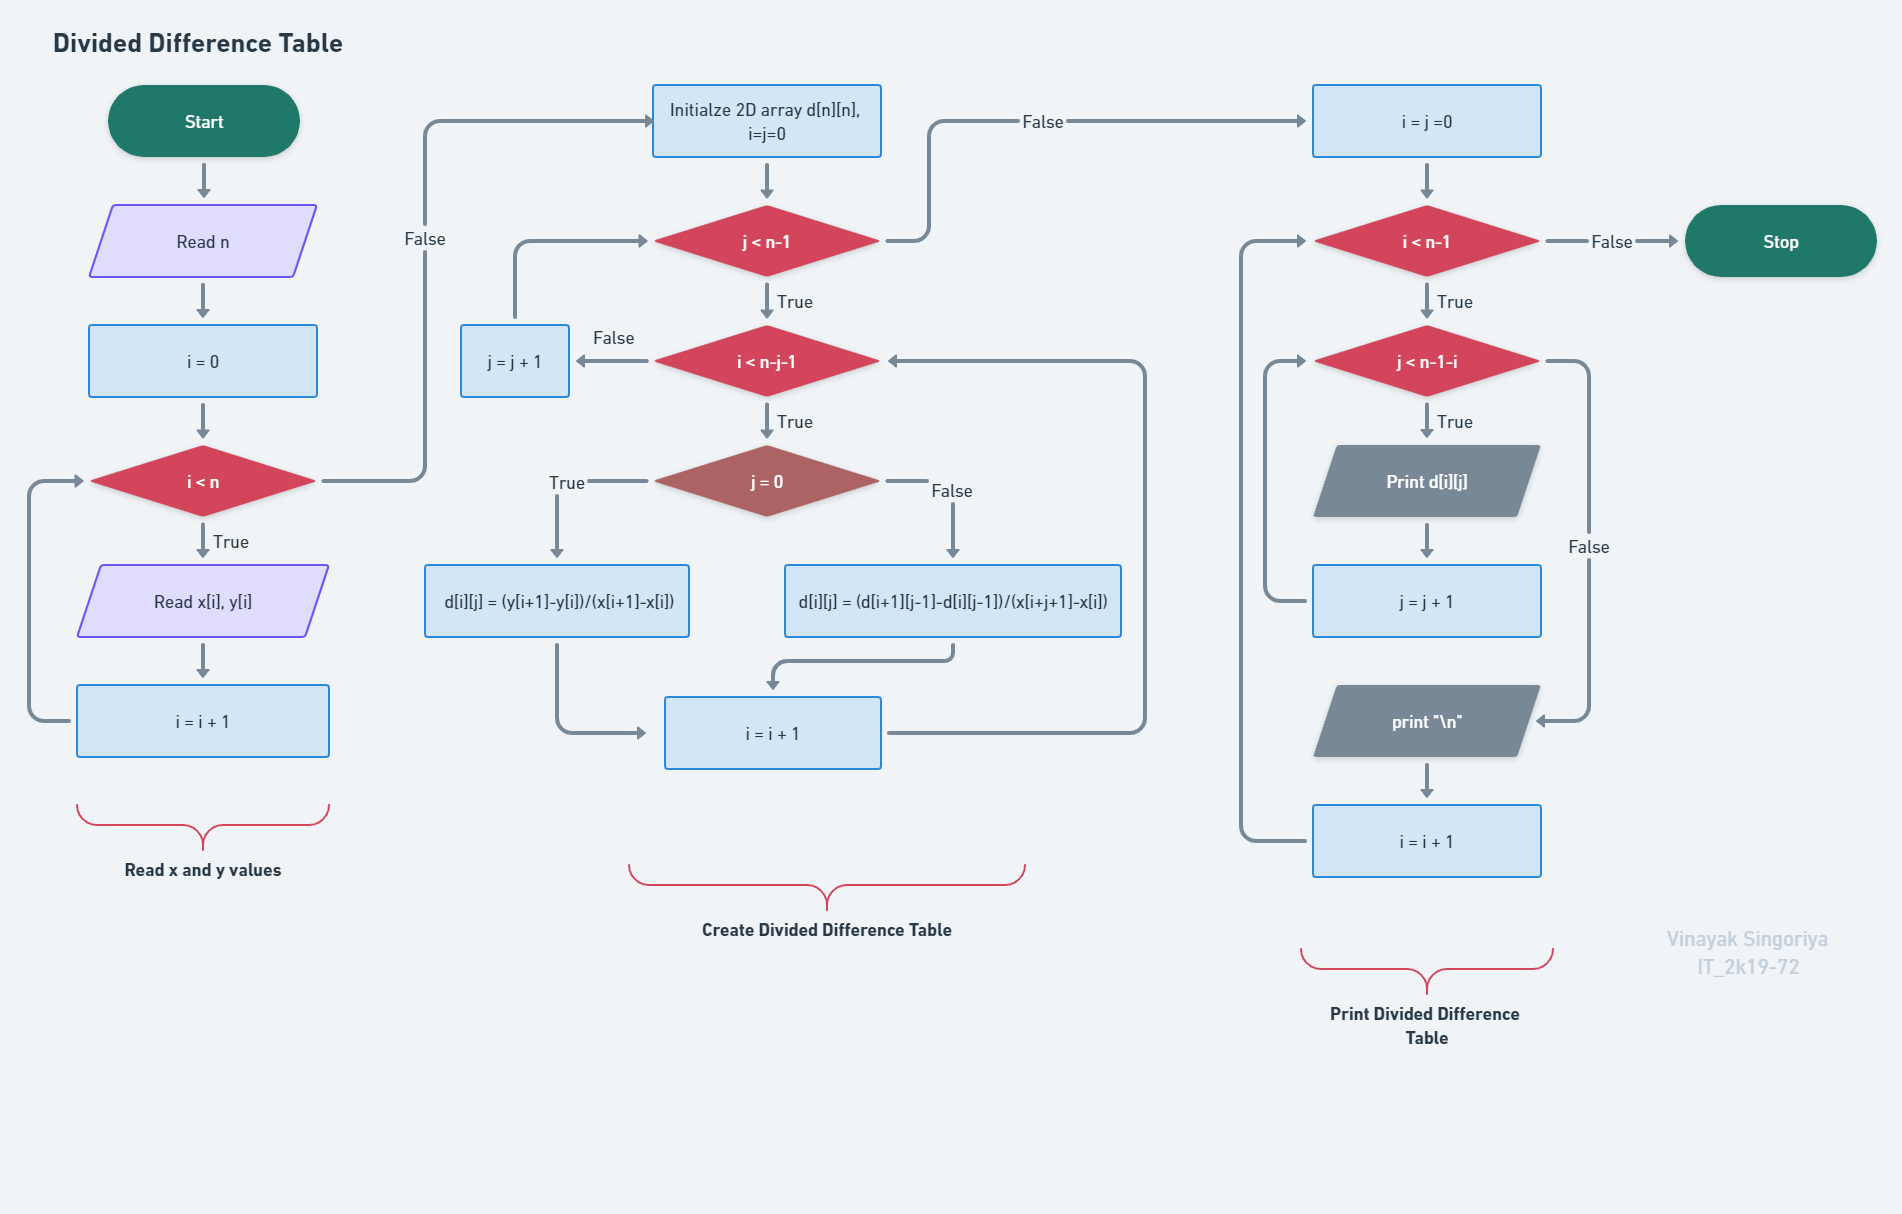 Divided Difference Table
Start
Read n
i = 0
i < n
True
False
Read x[i], y[i]
i = i + 1
Read x and y values
Initialze 2D array d[n][n],
i=j=0
j < n-1
False
True
i < n-j-1
False
j = j + 1
True
j = 0
True
False
d[i][j] = (y[i+1]-y[i])/(x[i+1]-x[i])
d[i][j] = (d[i+1][j-1]-d[i][j-1])/(x[i+j+1]-x[i])
i = i + 1
Create Divided Difference Table
i = j =0
i < n-1
False
Stop
True
j < n-1-i
True
False
Print d[i][j]
j = j + 1
print "\n"
i = i + 1
Print Divided Difference
Table
Vinayak Singoriya
IT_2k19-72